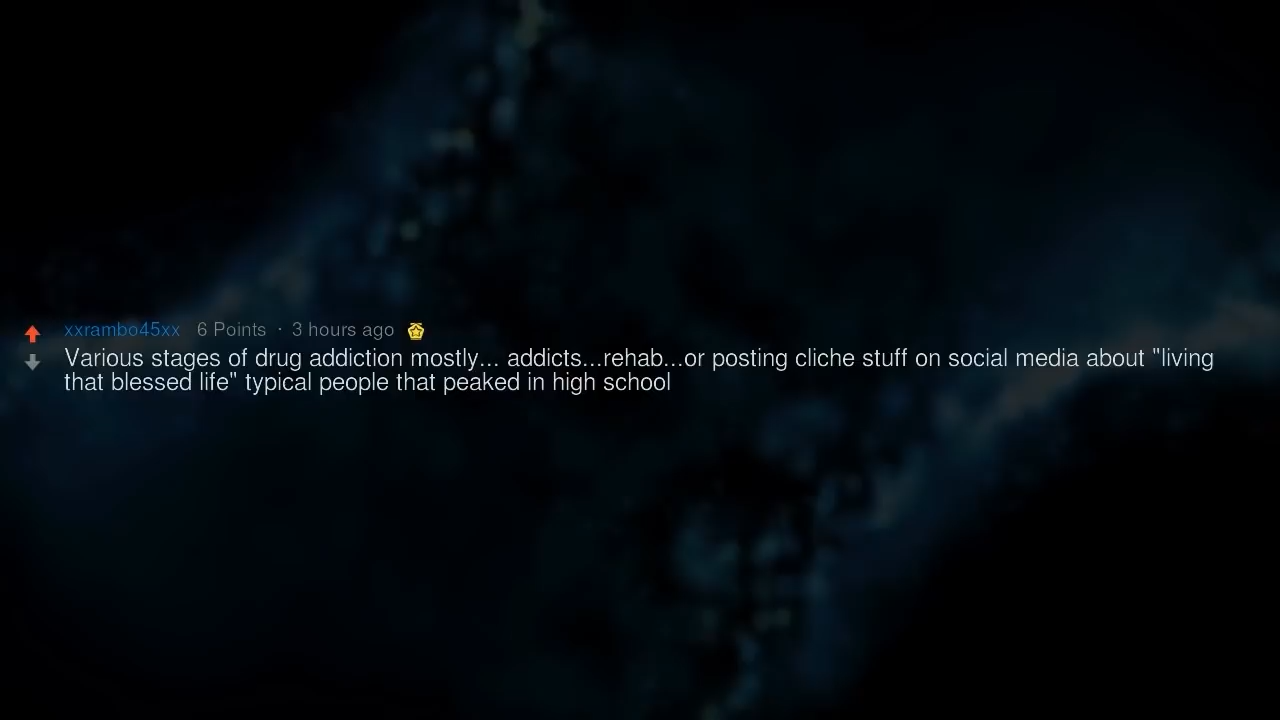 xxrambo45xx 6 Points · 3 hours ago
Various stages of drug addiction mostly... addicts...rehab...or posting cliche stuff on social media about "living
that blessed life" typical people that peaked in high school